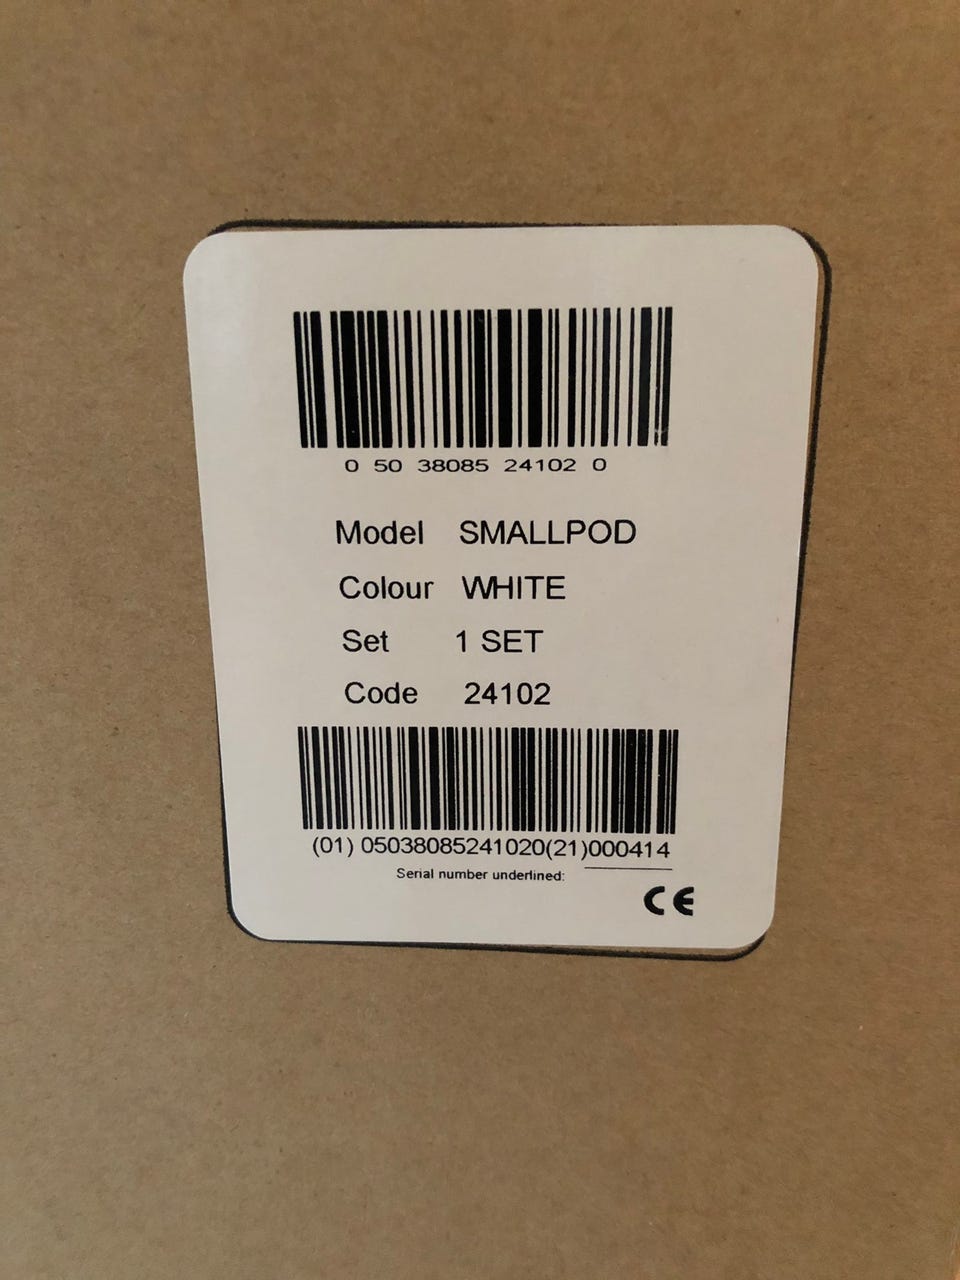 0 50 38085 24102 0
Model SMALLPOD
Colour WHITE
Set 1 SET
Code 24102
(01) 05038085241020(21)000414
Serial number underlined:
CE